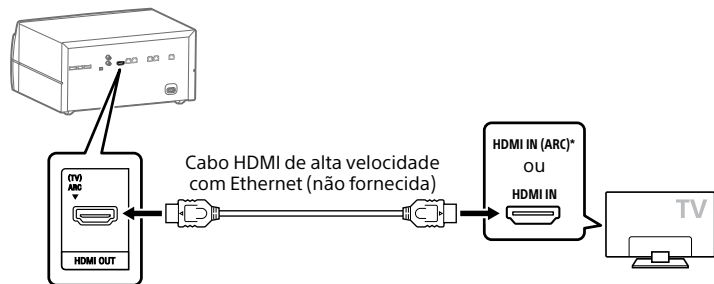 (TV)
ARC
HDMI OUT
Cabo HDMI de alta velocidade
com Ethernet (não fornecida)
HDMI IN (ARC)*
ou
HDMI IN
TV